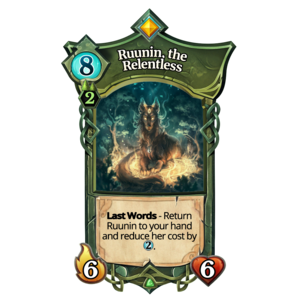 Ruunin, the
Relentless
8
2
Last Words - Return
Ruunin to your hand
and reduce her cost by
2.
6
6